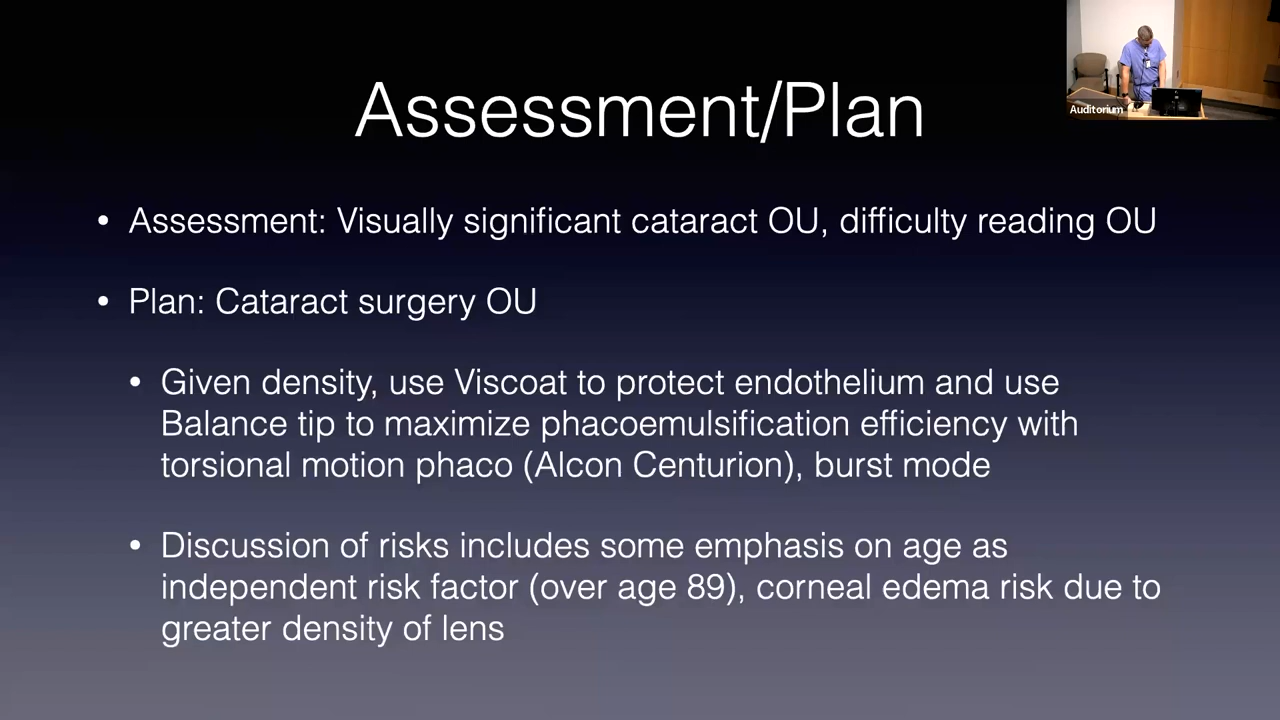 Auditorium
Assessment/Plan
• Assessment: Visually significant cataract OU, difficulty reading OU
• Plan: Cataract surgery OU
• Given density, use Viscoat to protect endothelium and use
Balance tip to maximize phacoemulsification efficiency with
torsional motion phaco (Alcon Centurion), burst mode
• Discussion of risks includes some emphasis on age as
independent risk factor (over age 89), corneal edema risk due to
greater density of lens